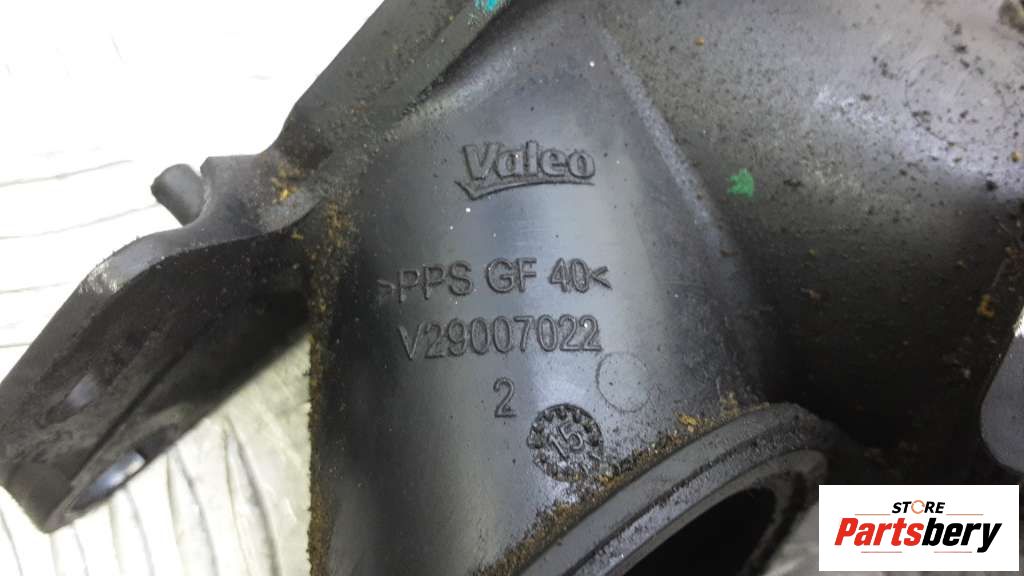 Valeo
>PPS GF 40<
V29007022
2
15
STORE
Partsbery